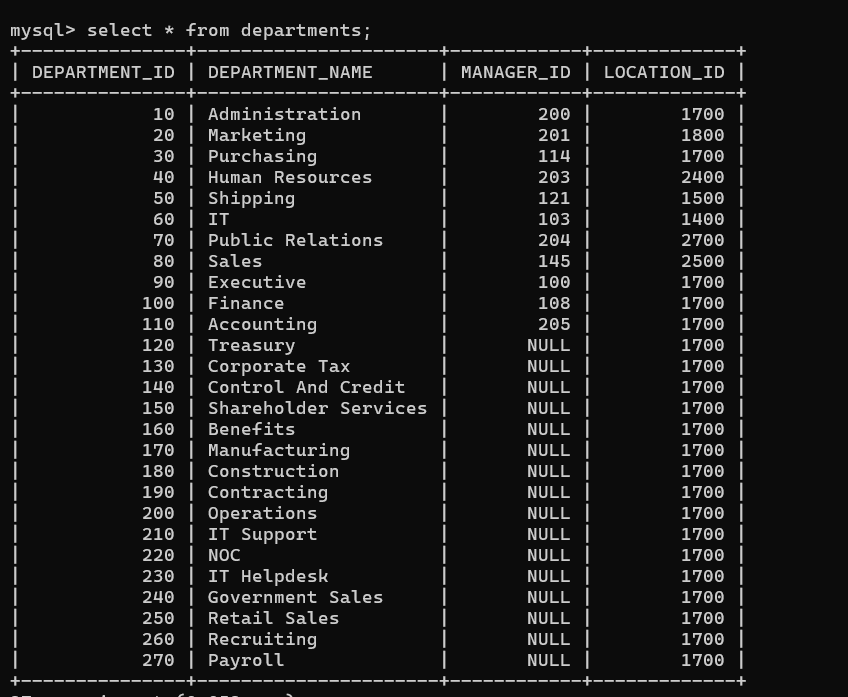 mysql> select * from departments;
+---------------+----------------------+------------+-------------+
| DEPARTMENT_ID | DEPARTMENT_NAME      | MANAGER_ID | LOCATION_ID |
+---------------+----------------------+------------+-------------+
|            10 | Administration       |        200 |        1700 |
|            20 | Marketing            |        201 |        1800 |
|            30 | Purchasing           |        114 |        1700 |
|            40 | Human Resources      |        203 |        2400 |
|            50 | Shipping             |        121 |        1500 |
|            60 | IT                   |        103 |        1400 |
|            70 | Public Relations     |        204 |        2700 |
|            80 | Sales                |        145 |        2500 |
|            90 | Executive            |        100 |        1700 |
|           100 | Finance              |        108 |        1700 |
|           110 | Accounting           |        205 |        1700 |
|           120 | Treasury             |       NULL |        1700 |
|           130 | Corporate Tax        |       NULL |        1700 |
|           140 | Control And Credit   |       NULL |        1700 |
|           150 | Shareholder Services |       NULL |        1700 |
|           160 | Benefits             |       NULL |        1700 |
|           170 | Manufacturing        |       NULL |        1700 |
|           180 | Construction         |       NULL |        1700 |
|           190 | Contracting          |       NULL |        1700 |
|           200 | Operations           |       NULL |        1700 |
|           210 | IT Support           |       NULL |        1700 |
|           220 | NOC                  |       NULL |        1700 |
|           230 | IT Helpdesk          |       NULL |        1700 |
|           240 | Government Sales     |       NULL |        1700 |
|           250 | Retail Sales         |       NULL |        1700 |
|           260 | Recruiting           |       NULL |        1700 |
|           270 | Payroll              |       NULL |        1700 |
+---------------+----------------------+------------+-------------+